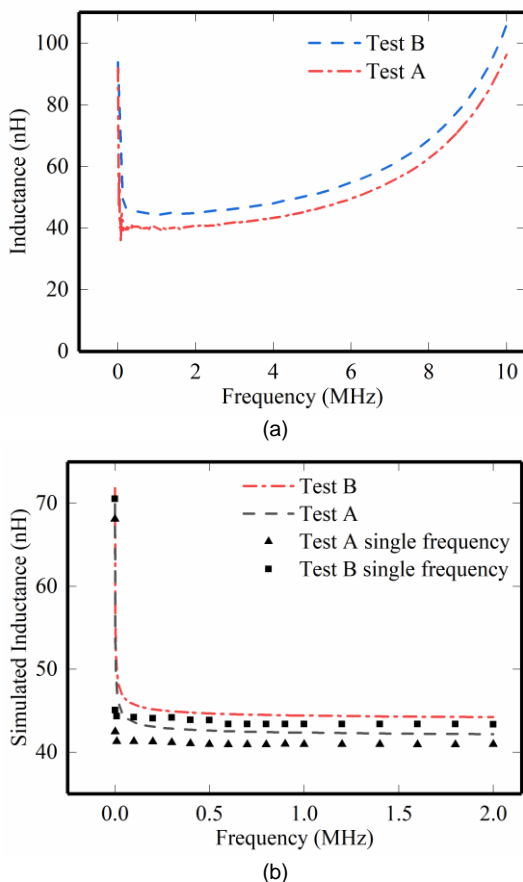 100
80
60
40
20
0
Inductance (nH)
Test B
Test A
0 2 4 6 8 10
Frequency (MHz)
(a)
70
60
50
40
Simulated Inductance (nH)
Test B
Test A
Test A single frequency
Test B single frequency
0.0 0.5 1.0 1.5 2.0
Frequency (MHz)
(b)